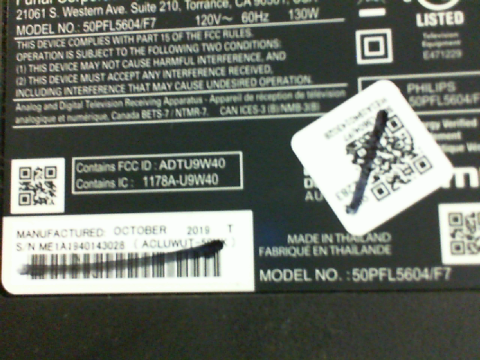 21061 S. Western Ave. Suite 210, Torrance, CA 90501,
MODEL NO. : 50PFL5604/F7 120V~ 60Hz 130W
THIS DEVICE COMPLIES WITH PART 15 OF THE FCC RULES.
OPERATION IS SUBJECT TO THE FOLLOWING TWO CONDITIONS:
(1) THIS DEVICE MAY NOT CAUSE HARMFUL INTERFERENCE, AND
(2) THIS DEVICE MUST ACCEPT ANY INTERFERENCE RECEIVED,
INCLUDING INTERFERENCE THAT MAY CAUSE UNDESIRED OPERATION.
Analog and Digital Television Receiving Apparatus - Appareil de réception de télévision
analogique et numérique, Canada BETS-7 / NTMR-7. CAN ICES-3 (B)/NMB-3(B)
LISTED
Television
Equipment
E471229
PHILIPS
50PFL5604/F
Verified
Contains FCC ID : ADTU9W40
Contains IC : 1178A-U9W40
MANUFACTURED: OCTOBER 2019 T
S/N ME1A1940143028
MADE IN THAILAND
FABRIQUÉ EN THAÏLANDE
MODEL NO. : 50PFL5604/F7